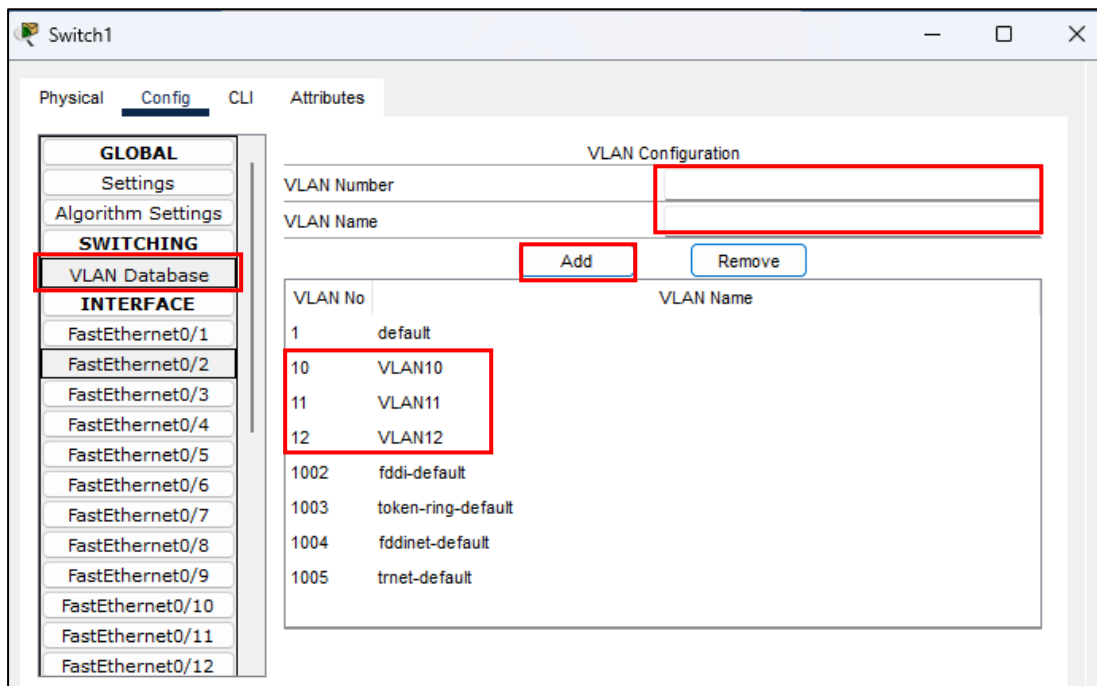 Switch1
Physical Config CLI Attributes
GLOBAL
Settings
Algorithm Settings
SWITCHING
VLAN Database
INTERFACE
FastEthernet0/1
FastEthernet0/2
FastEthernet0/3
FastEthernet0/4
FastEthernet0/5
FastEthernet0/6
FastEthernet0/7
FastEthernet0/8
FastEthernet0/9
FastEthernet0/10
FastEthernet0/11
FastEthernet0/12
VLAN Configuration
VLAN Number
VLAN Name
Add Remove
VLAN No VLAN Name
1 default
10 VLAN10
11 VLAN11
12 VLAN12
1002 fddi-default
1003 token-ring-default
1004 fddinet-default
1005 trnet-default